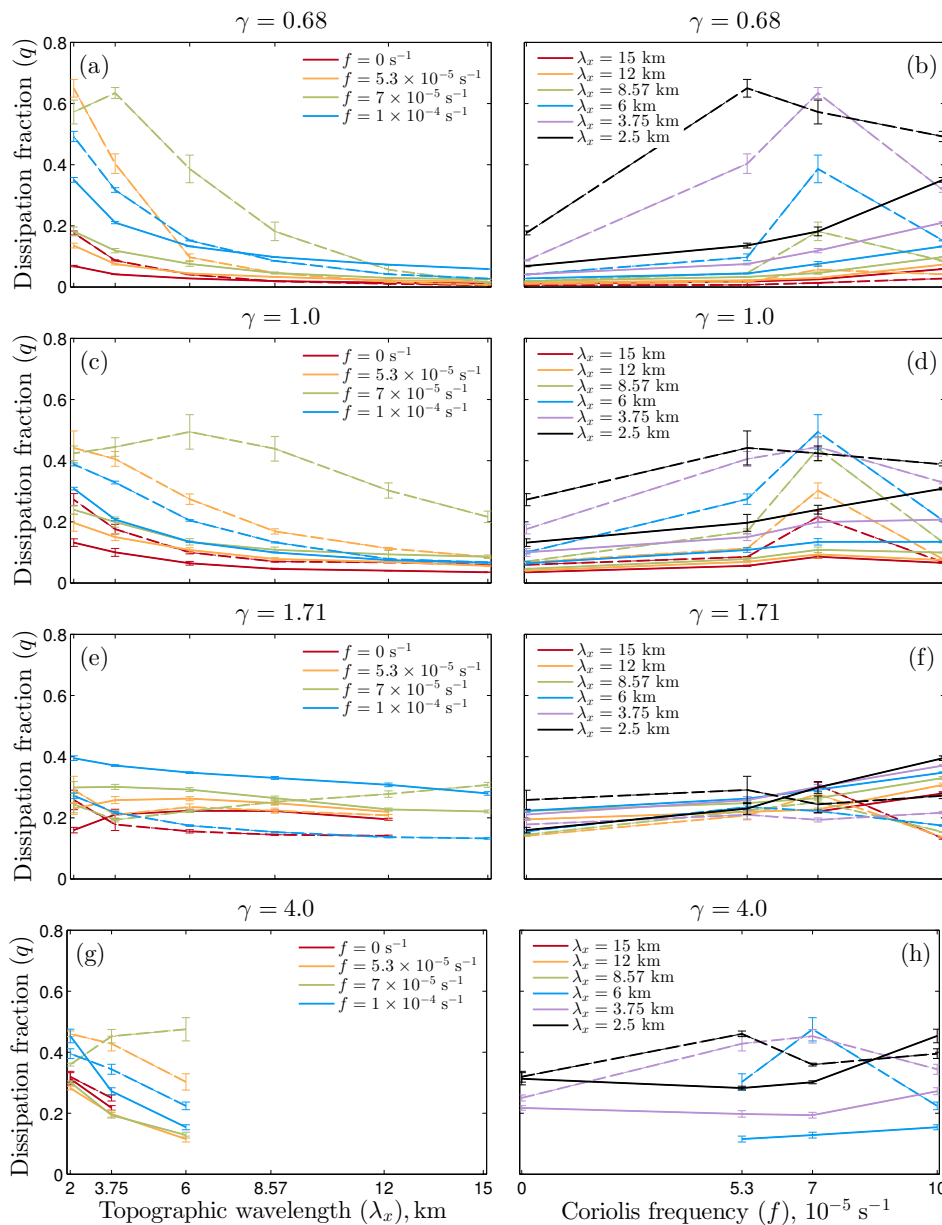 γ = 0.68
γ = 0.68
Dissipation fraction (q)
0.8
0.6
0.4
0.2
0
(a)
f = 0 s⁻¹
f = 5.3 × 10⁻⁵ s⁻¹
f = 7 × 10⁻⁵ s⁻¹
f = 1 × 10⁻⁴ s⁻¹
λₓ = 15 km
λₓ = 12 km
λₓ = 8.57 km
λₓ = 6 km
λₓ = 3.75 km
λₓ = 2.5 km
(b)
γ = 1.0
γ = 1.0
Dissipation fraction (q)
0.8
0.6
0.4
0.2
0
(c)
f = 0 s⁻¹
f = 5.3 × 10⁻⁵ s⁻¹
f = 7 × 10⁻⁵ s⁻¹
f = 1 × 10⁻⁴ s⁻¹
λₓ = 15 km
λₓ = 12 km
λₓ = 8.57 km
λₓ = 6 km
λₓ = 3.75 km
λₓ = 2.5 km
(d)
γ = 1.71
γ = 1.71
Dissipation fraction (q)
0.8
0.6
0.4
0.2
0
(e)
f = 0 s⁻¹
f = 5.3 × 10⁻⁵ s⁻¹
f = 7 × 10⁻⁵ s⁻¹
f = 1 × 10⁻⁴ s⁻¹
λₓ = 15 km
λₓ = 12 km
λₓ = 8.57 km
λₓ = 6 km
λₓ = 3.75 km
λₓ = 2.5 km
(f)
γ = 4.0
γ = 4.0
Dissipation fraction (q)
0.8
0.6
0.4
0.2
0
(g)
f = 0 s⁻¹
f = 5.3 × 10⁻⁵ s⁻¹
f = 7 × 10⁻⁵ s⁻¹
f = 1 × 10⁻⁴ s⁻¹
2 3.75 6 8.57 12 15
Topographic wavelength (λₓ), km
λₓ = 15 km
λₓ = 12 km
λₓ = 8.57 km
λₓ = 6 km
λₓ = 3.75 km
λₓ = 2.5 km
(h)
0 5.3 7 10
Coriolis frequency (f), 10⁻⁵ s⁻¹